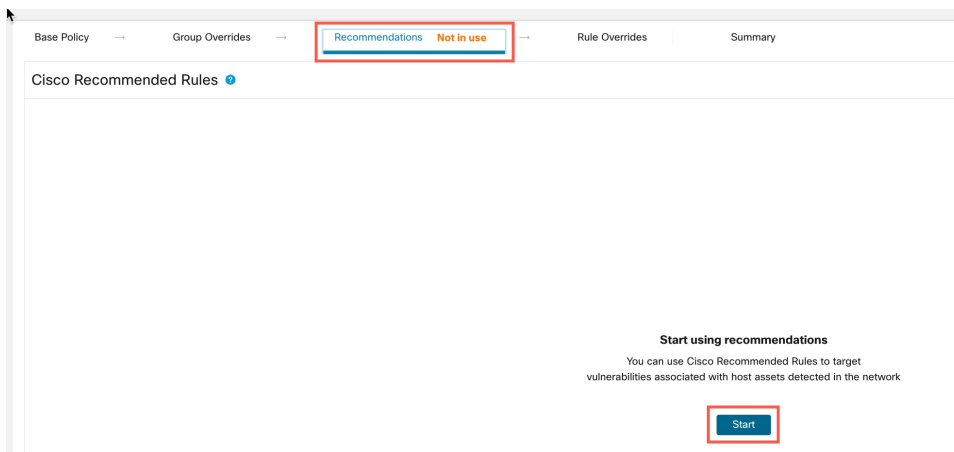 Base Policy → Group Overrides → Recommendations Not in use → Rule Overrides Summary
Cisco Recommended Rules ?
Start using recommendations
You can use Cisco Recommended Rules to target
vulnerabilities associated with host assets detected in the network
Start